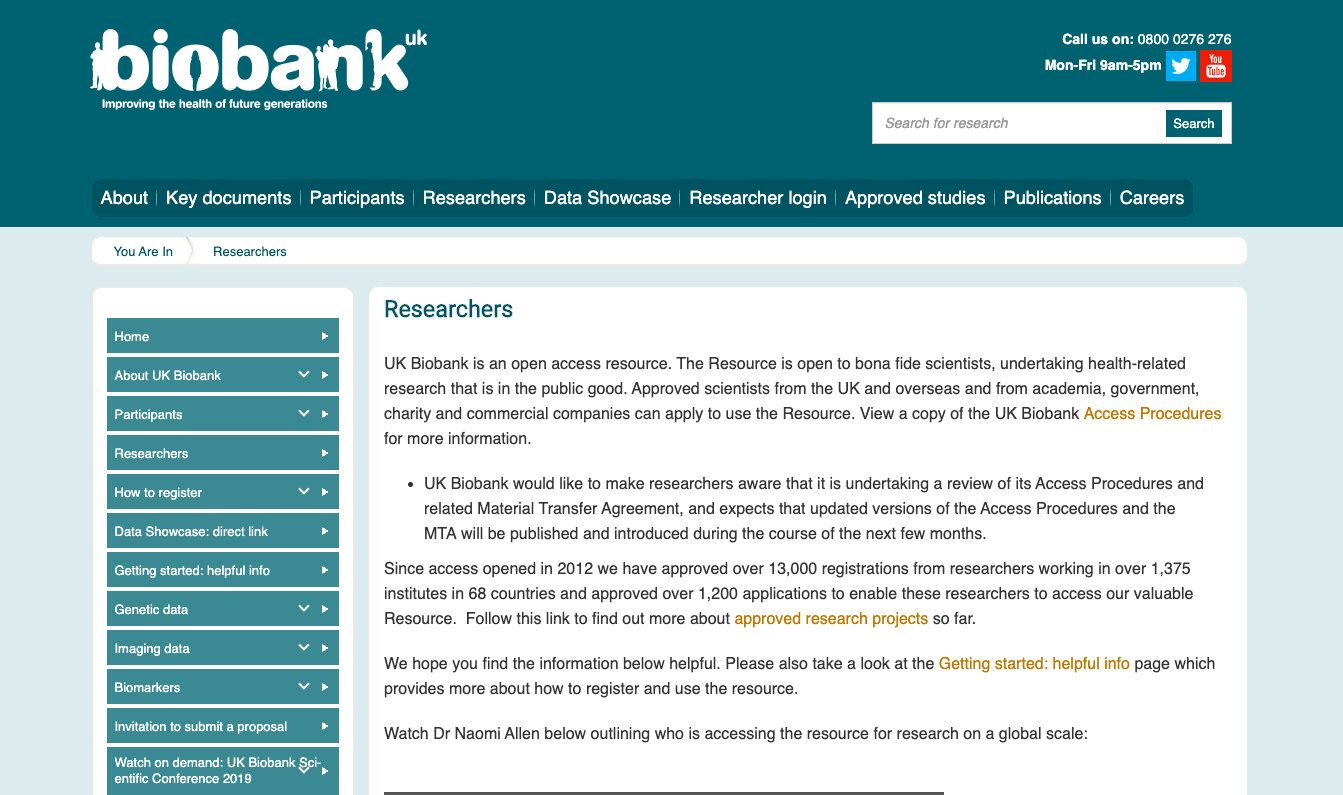 biobank uk
Improving the health of future generations
Call us on: 0800 0276 276
Mon-Fri 9am-5pm
You Tube
Search for research
Search
About
Key documents
Participants
Researchers
Data Showcase
Researcher login
Approved studies
Publications
Careers
You Are In
Researchers
Home
About UK Biobank
Participants
Researchers
How to register
Data Showcase: direct link
Getting started: helpful info
Genetic data
Imaging data
Biomarkers
Invitation to submit a proposal
Watch on demand: UK Biobank Sci-
entific Conference 2019
Researchers
UK Biobank is an open access resource. The Resource is open to bona fide scientists, undertaking health-related
research that is in the public good. Approved scientists from the UK and overseas and from academia, government,
charity and commercial companies can apply to use the Resource. View a copy of the UK Biobank Access Procedures
for more information.
• UK Biobank would like to make researchers aware that it is undertaking a review of its Access Procedures and
related Material Transfer Agreement, and expects that updated versions of the Access Procedures and the
MTA will be published and introduced during the course of the next few months.
Since access opened in 2012 we have approved over 13,000 registrations from researchers working in over 1,375
institutes in 68 countries and approved over 1,200 applications to enable these researchers to access our valuable
Resource.  Follow this link to find out more about approved research projects so far.
We hope you find the information below helpful. Please also take a look at the Getting started: helpful info page which
provides more about how to register and use the resource.
Watch Dr Naomi Allen below outlining who is accessing the resource for research on a global scale: